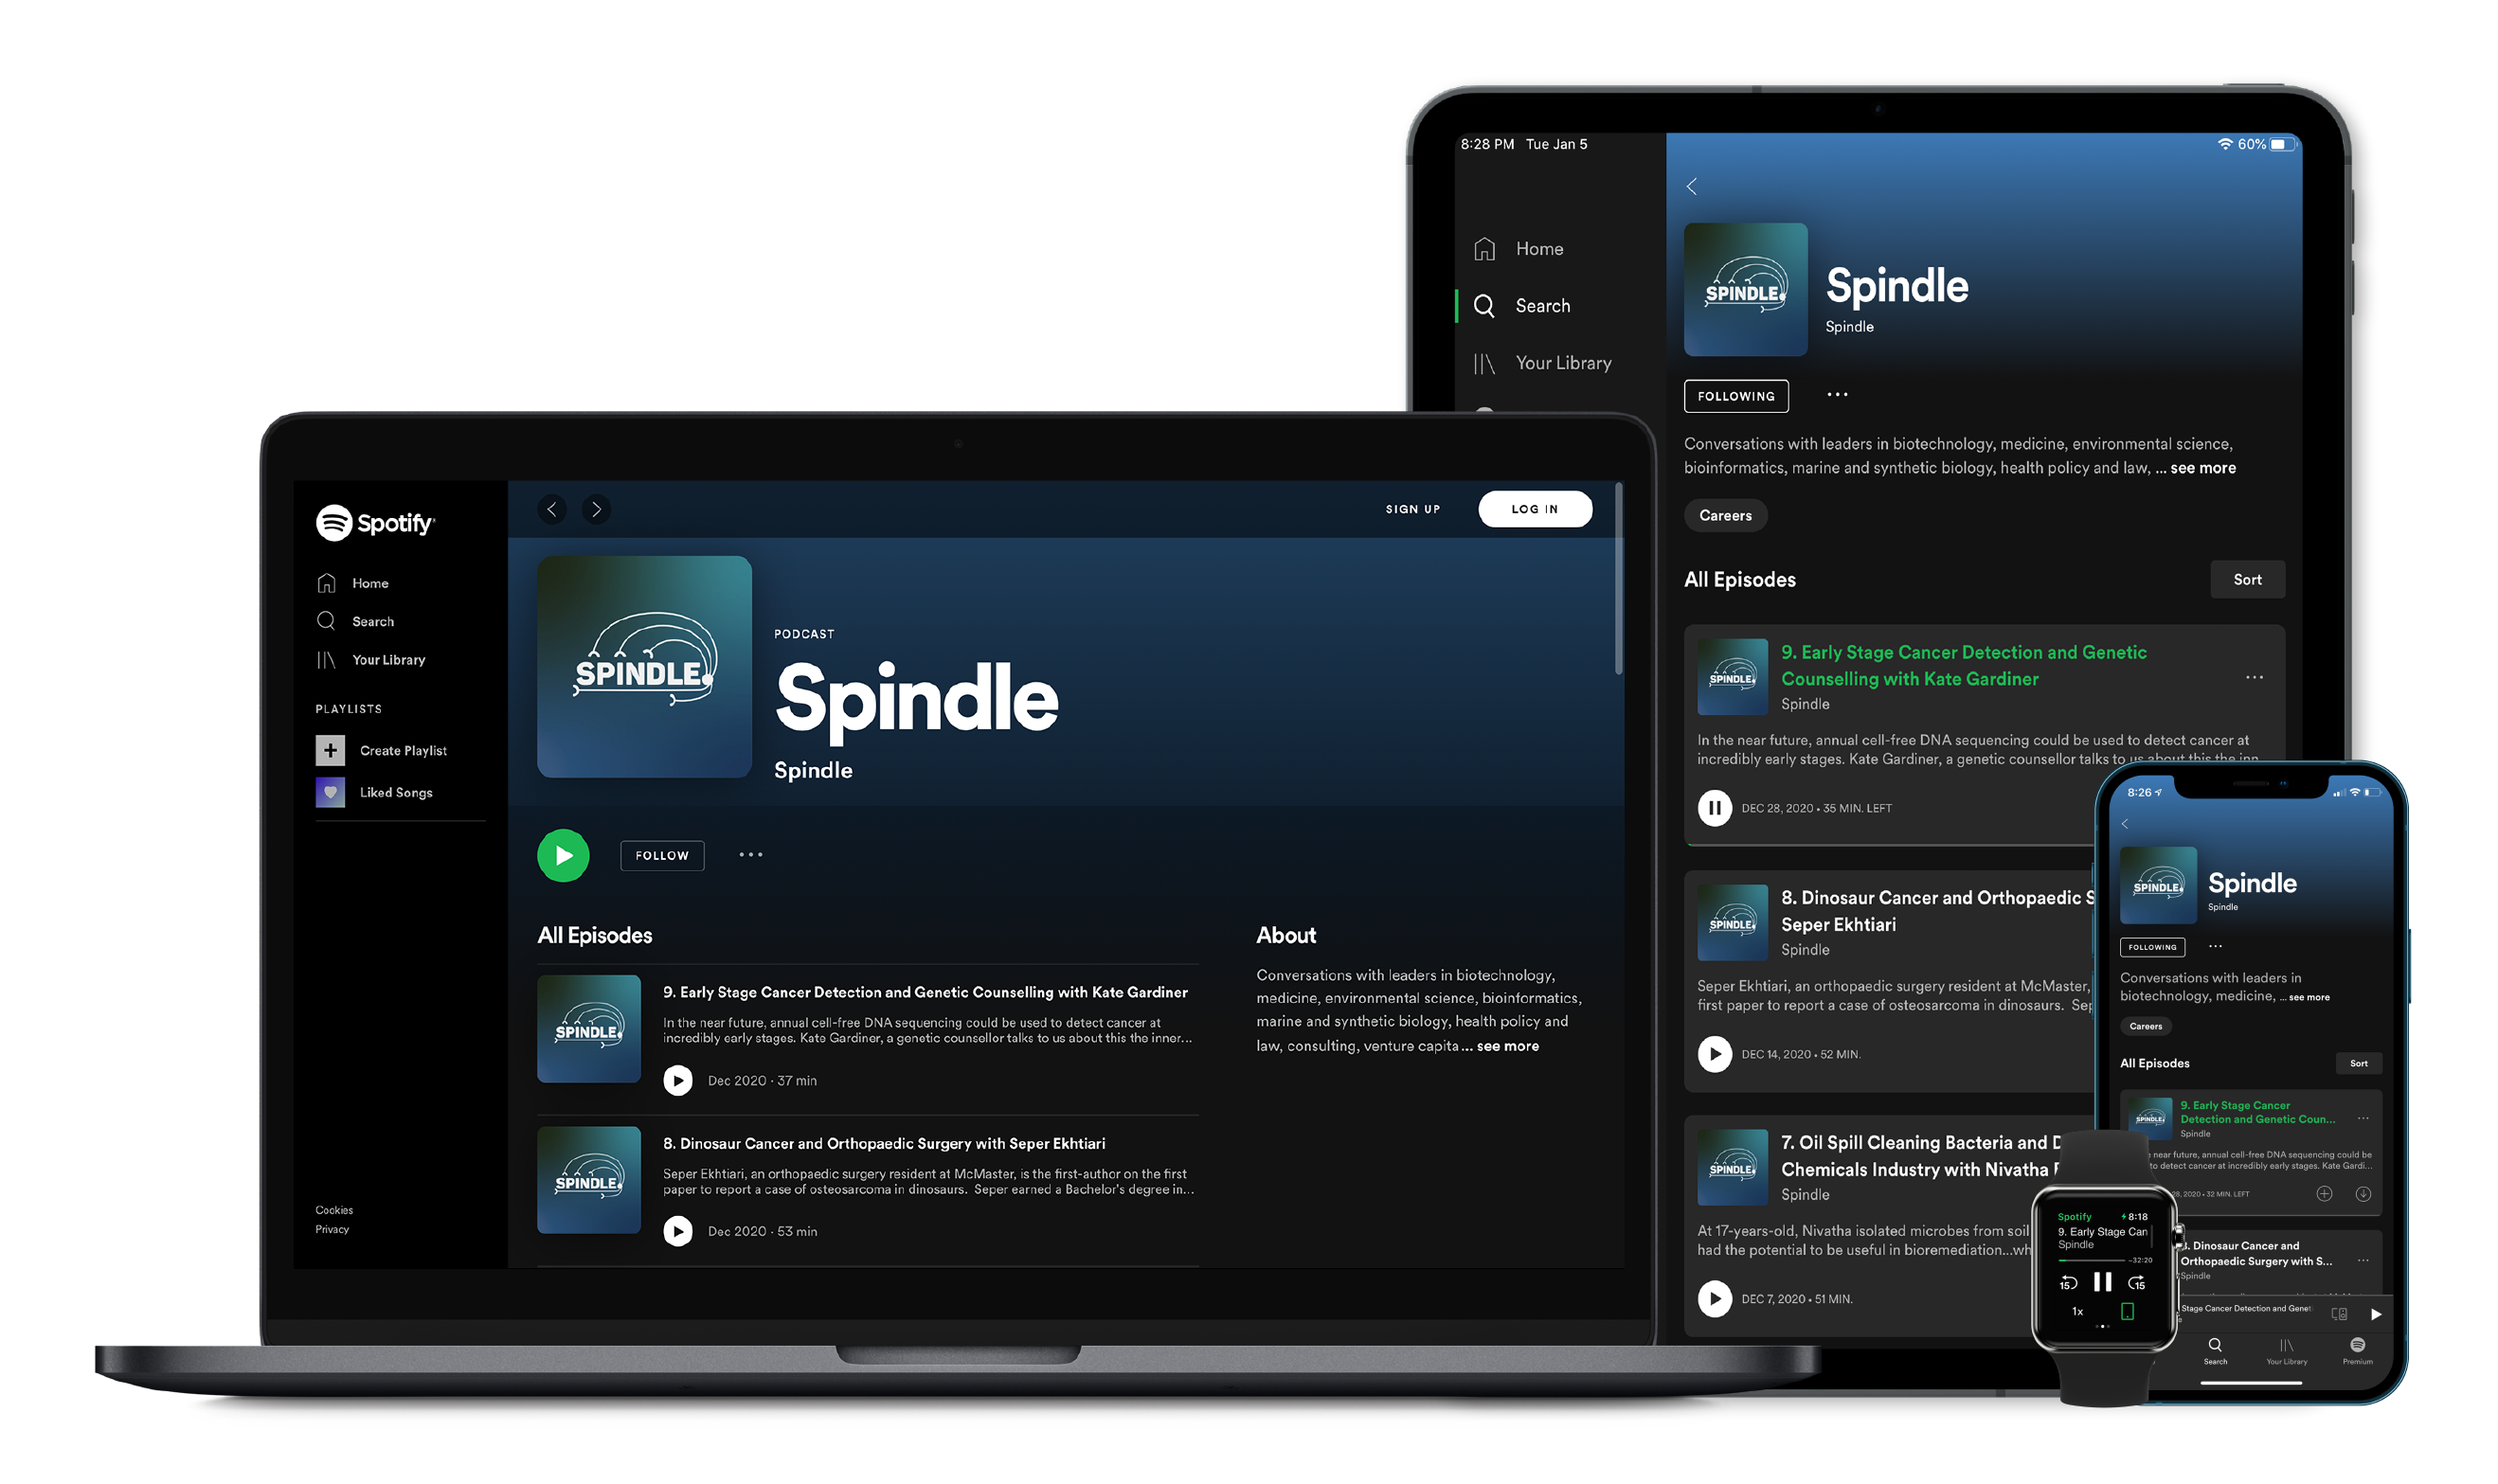 Spotify
Home
Search
Your Library
PLAYLISTS
Create Playlist
Liked Songs
Cookies
Privacy
SIGN UP
LOG IN
SPINDLE
PODCAST
Spindle
Spindle
FOLLOW
All Episodes
SPINDLE
9. Early Stage Cancer Detection and Genetic Counselling with Kate Gardiner
In the near future, annual cell-free DNA sequencing could be used to detect cancer at
incredibly early stages. Kate Gardiner, a genetic counsellor talks to us about this the inner...
Dec 2020 · 37 min
SPINDLE
8. Dinosaur Cancer and Orthopaedic Surgery with Seper Ekhtiari
Seper Ekhtiari, an orthopaedic surgery resident at McMaster, is the first-author on the first
paper to report a case of osteosarcoma in dinosaurs. Seper earned a Bachelor's degree in...
Dec 2020 · 53 min
About
Conversations with leaders in biotechnology,
medicine, environmental science, bioinformatics,
marine and synthetic biology, health policy and
law, consulting, venture capita... see more
8:28 PM Tue Jan 5
60%
Home
Search
Your Library
SPINDLE
Spindle
Spindle
FOLLOWING
Conversations with leaders in biotechnology, medicine, environmental science,
bioinformatics, marine and synthetic biology, health policy and law, ... see more
Careers
All Episodes
Sort
SPINDLE
9. Early Stage Cancer Detection and Genetic
Counselling with Kate Gardiner
Spindle
In the near future, annual cell-free DNA sequencing could be used to detect cancer at
incredibly early stages. Kate Gardiner, a genetic counsellor talks to us about this the inn
DEC 28, 2020 • 35 MIN. LEFT
SPINDLE
8. Dinosaur Cancer and Orthopaedic S
Seper Ekhtiari
Spindle
Seper Ekhtiari, an orthopaedic surgery resident at McMaster,
first paper to report a case of osteosarcoma in dinosaurs. Sep
DEC 14, 2020 • 52 MIN.
SPINDLE
7. Oil Spill Cleaning Bacteria and D
Chemicals Industry with Nivatha
Spindle
At 17-years-old, Nivatha isolated microbes from soil
had the potential to be useful in bioremediation...wh
DEC 7, 2020 • 51 MIN.
8:26
SPINDLE
Spindle
Spindle
FOLLOWING
Conversations with leaders in
biotechnology, medicine, ... see more
Careers
All Episodes
Sort
SPINDLE
9. Early Stage Cancer
Detection and Genetic Coun...
Spindle
near future, annual cell-free DNA sequencing could be
to detect cancer at incredibly early stages. Kate Gardi...
28, 2020 • 32 MIN. LEFT
8. Dinosaur Cancer and
Orthopaedic Surgery with S...
Spindle
Stage Cancer Detection and Genet
Search
Your Library
Premium
Spotify
8:18
9. Early Stage Can
Spindle
-32:20
15
15
1x